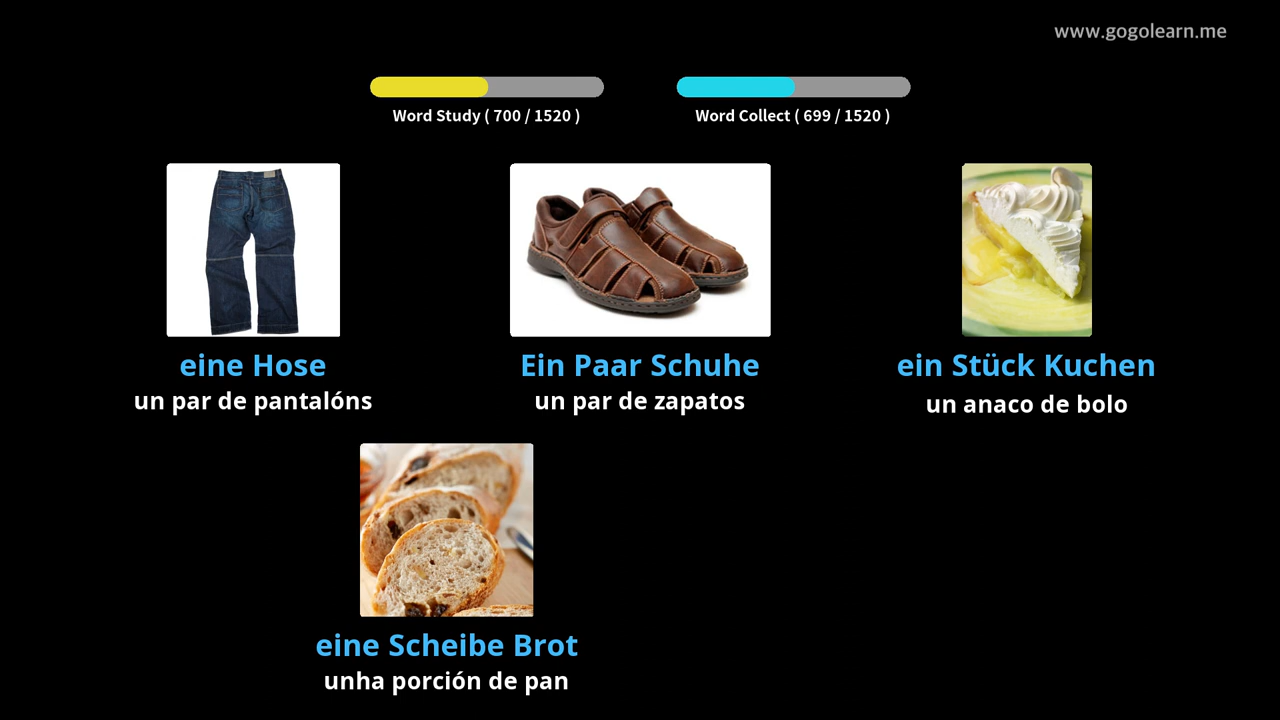 www.gogolearn.me
Word Study ( 700 / 1520 )
Word Collect ( 699 / 1520 )
eine Hose
un par de pantalóns
Ein Paar Schuhe
un par de zapatos
ein Stück Kuchen
un anaco de bolo
eine Scheibe Brot
unha porción de pan